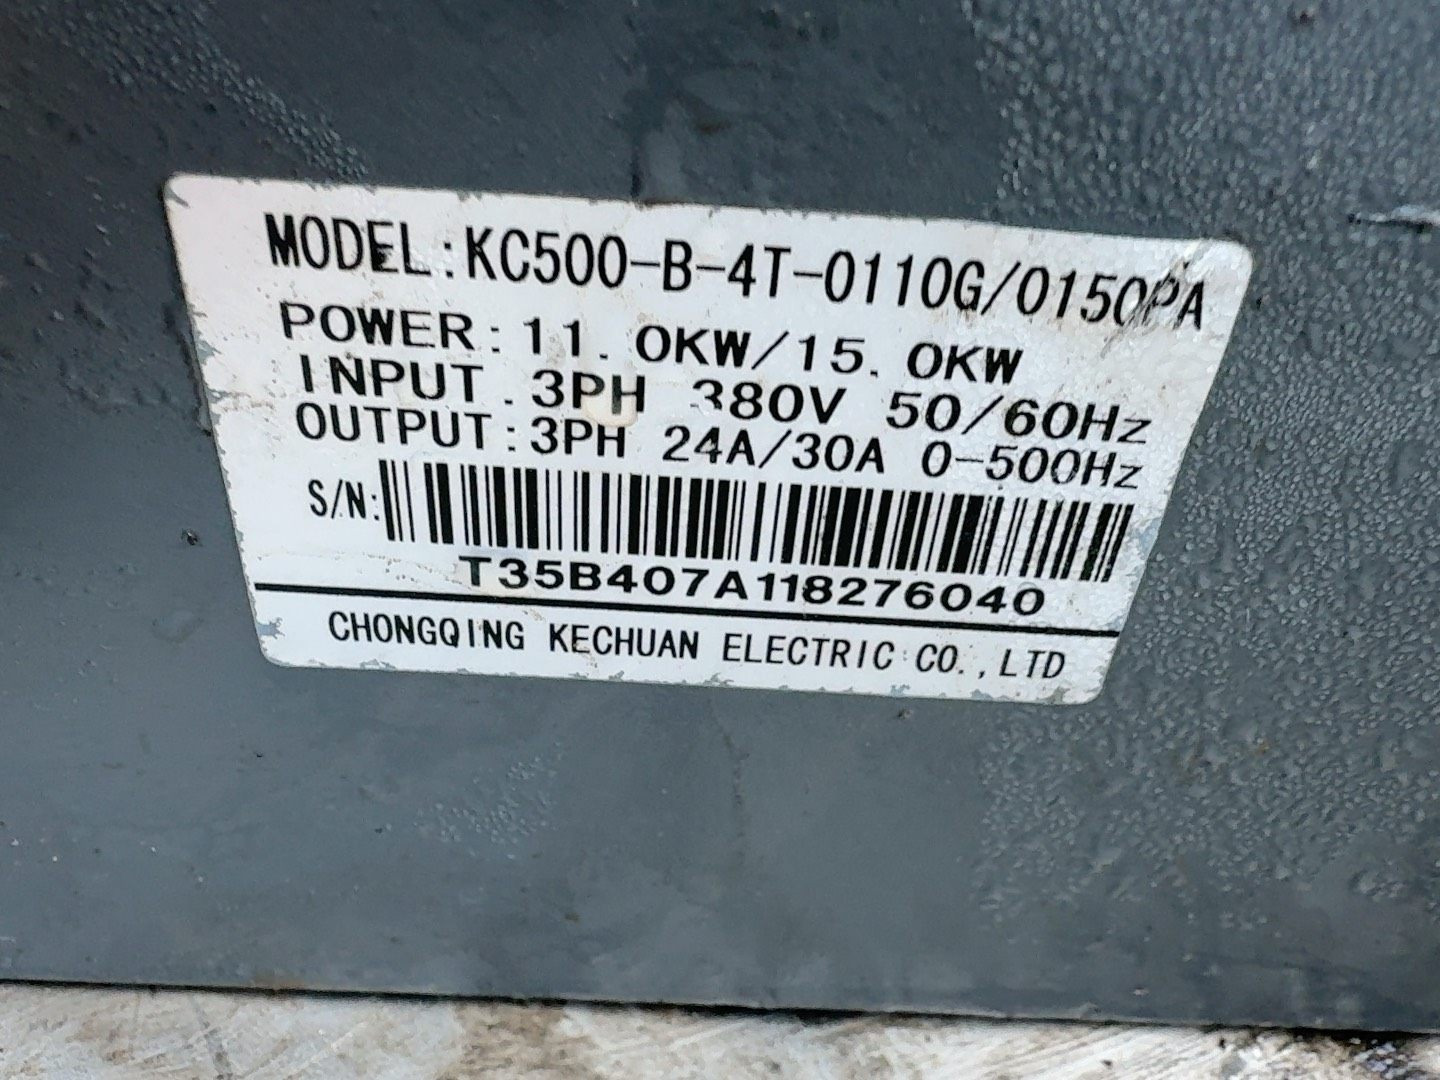 MODEL:KC500-B-4T-0110G/0150PA
POWER:11.0KW/15.0KW
INPUT.3PH 380V 50/60Hz
OUTPUT:3PH 24A/30A 0-500Hz
S/N:
T35B407A118276040
CHONGQING KECHUAN ELECTRIC CO.,LTD